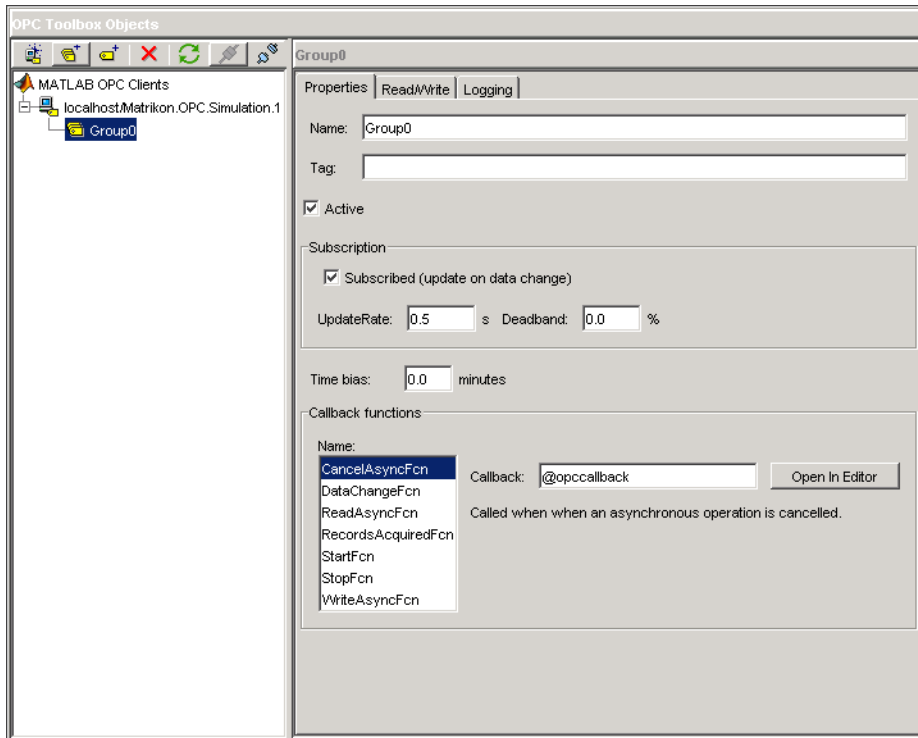 OPC Toolbox Objects
Group0
MATLAB OPC Clients
localhost/Matrikon.OPC.Simulation.1
Group0
Properties Read/Write Logging
Name: Group0
Tag:
Active
Subscription
Subscribed (update on data change)
UpdateRate: 0.5 s Deadband: 0.0 %
Time bias: 0.0 minutes
Callback functions
Name:
CancelAsyncFcn
DataChangeFcn
ReadAsyncFcn
RecordsAcquiredFcn
StartFcn
StopFcn
WriteAsyncFcn
Callback: @opccallback Open In Editor
Called when when an asynchronous operation is cancelled.